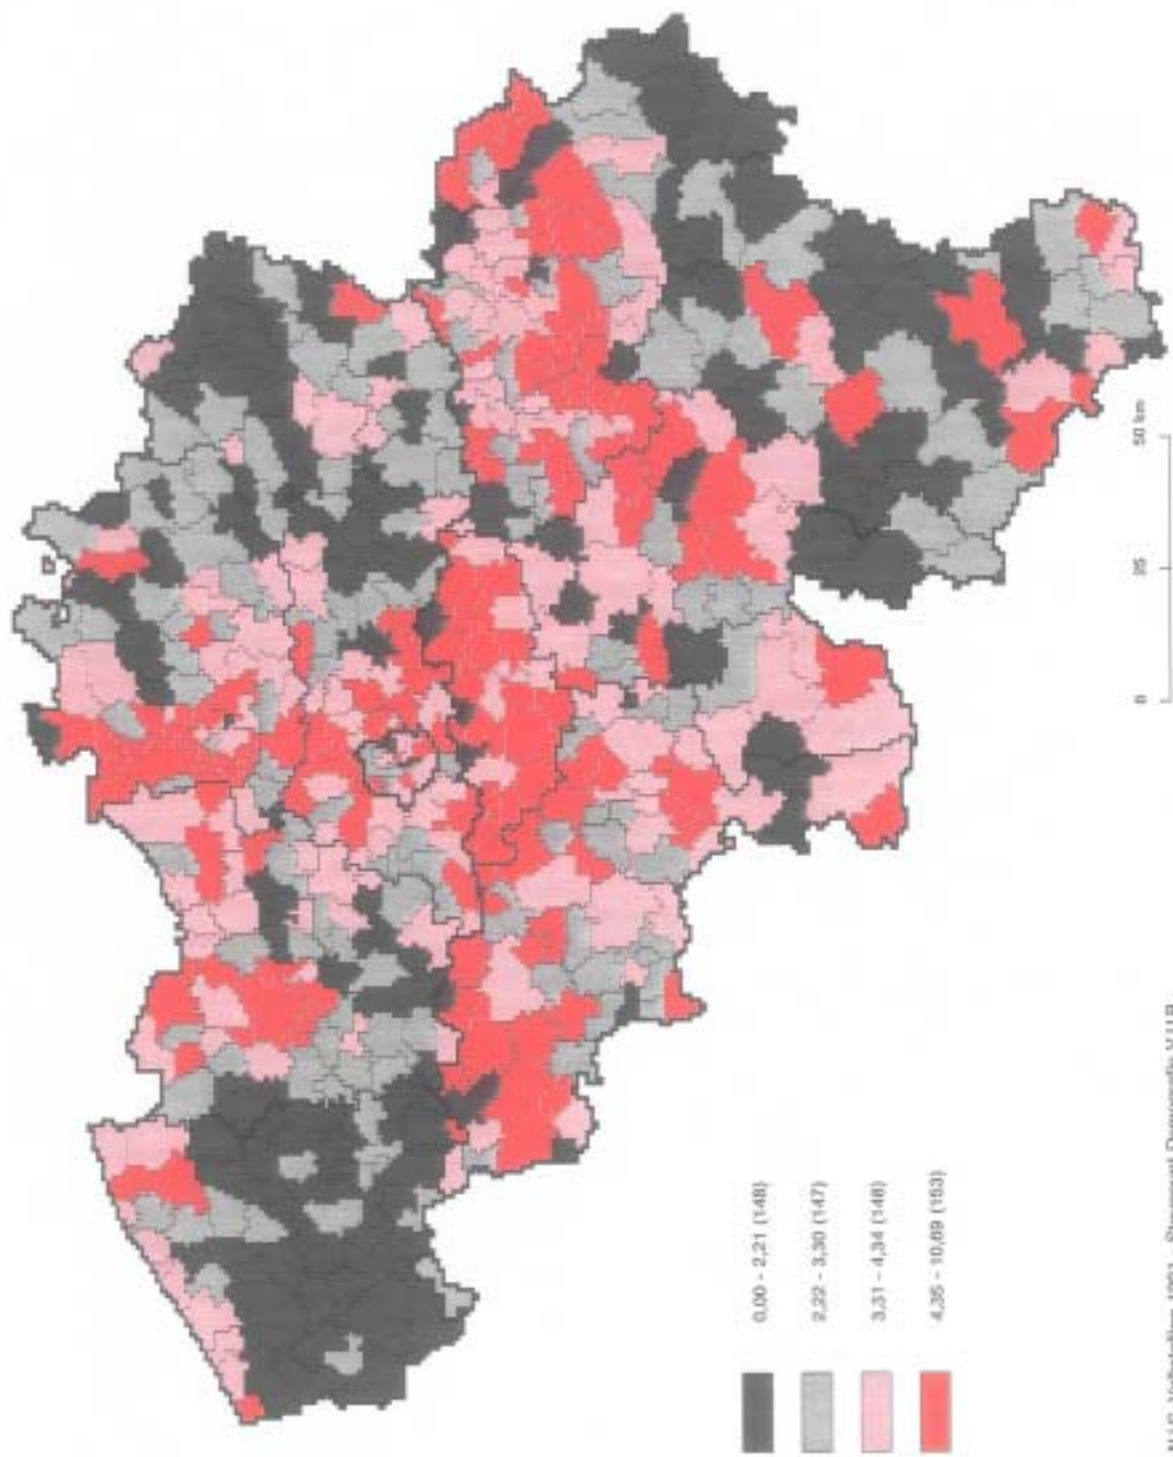 0,00 - 2,21 (148)
2,22 - 3,30 (147)
3,31 - 4,34 (148)
4,35 - 10,69 (153)
0 25 50 km
1991